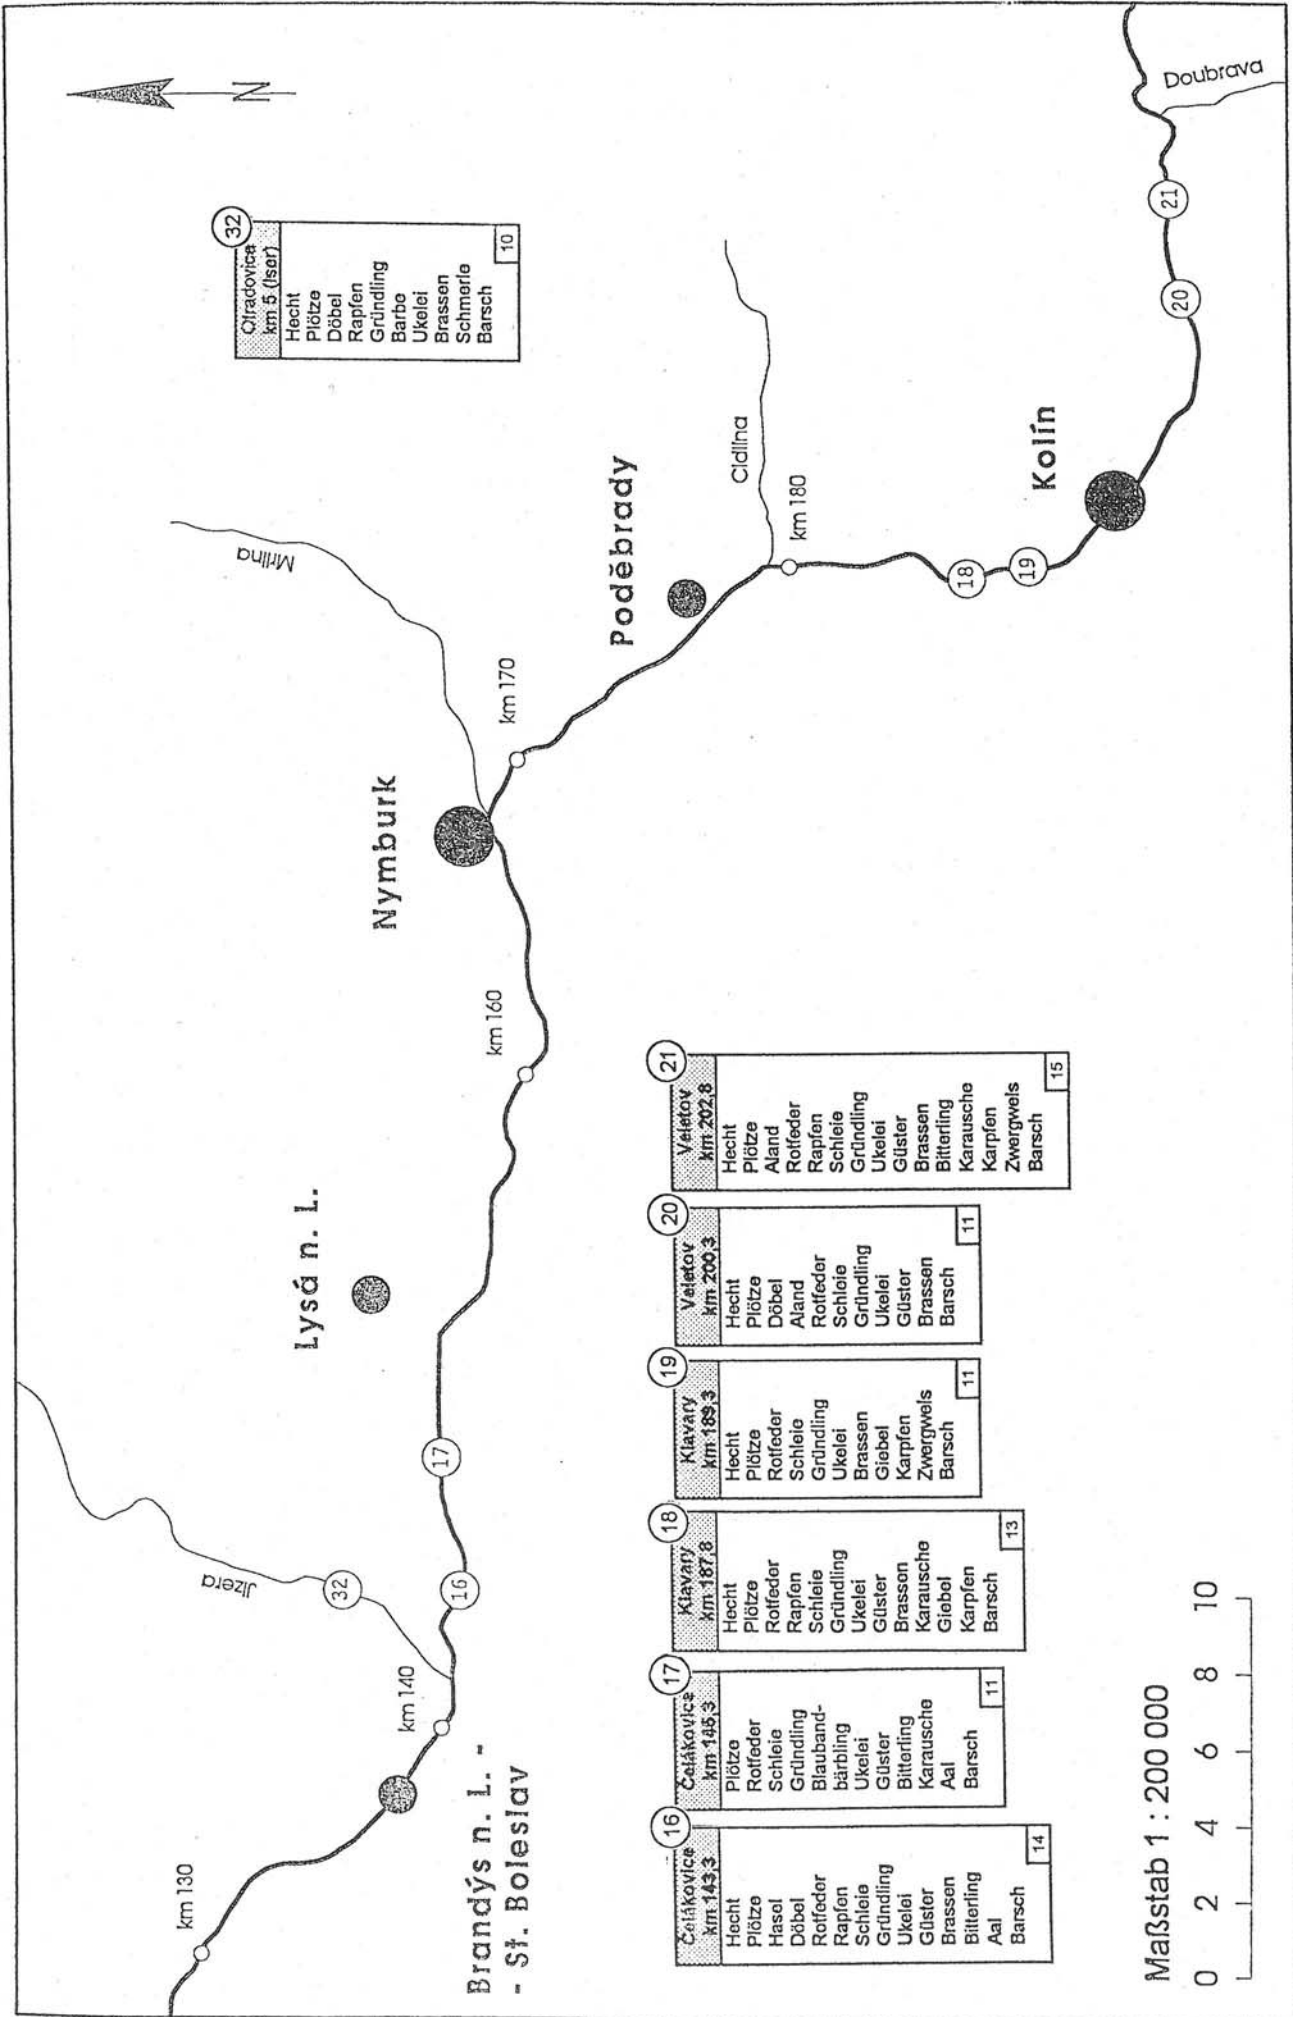 N
Doubrava
32
Otradovice
km 5 (Iser)
Hecht
Plötze
Döbel
Rapfen
Gründling
Barbe
Ukelei
Brassen
Schmerle
Barsch
10
Mrlina
Cidlina
Jizera
Kolín
Poděbrady
km 180
km 170
Nymburk
km 160
Lysá n. L.
km 140
Brandýs n. L. -
- St. Boleslav
km 130
32
16
17
18
19
20
21
16
Čelákovice
km 143,3
Hecht
Plötze
Hasel
Döbel
Rotfeder
Rapfen
Schleie
Gründling
Ukelei
Güster
Brassen
Bitterling
Aal
Barsch
14
17
Čelákovice
km 145,3
Plötze
Rotfeder
Schleie
Gründling
Blauband-
bärbling
Ukelei
Güster
Bitterling
Karausche
Aal
Barsch
11
18
Klavary
km 187,8
Hecht
Plötze
Rotfeder
Rapfen
Schleie
Gründling
Ukelei
Güster
Brassen
Karausche
Giebel
Karpfen
Barsch
13
19
Klavary
km 189,3
Hecht
Plötze
Rotfeder
Schleie
Gründling
Ukelei
Brassen
Giebel
Karpfen
Zwergwels
Barsch
11
20
Veletov
km 200,3
Hecht
Plötze
Döbel
Aland
Rotfeder
Schleie
Gründling
Ukelei
Güster
Brassen
Barsch
11
21
Veletov
km 202,8
Hecht
Plötze
Aland
Rotfeder
Rapfen
Schleie
Gründling
Ukelei
Güster
Brassen
Bitterling
Karausche
Karpfen
Zwergwels
Barsch
15
Maßstab 1 : 200 000
0 2 4 6 8 10